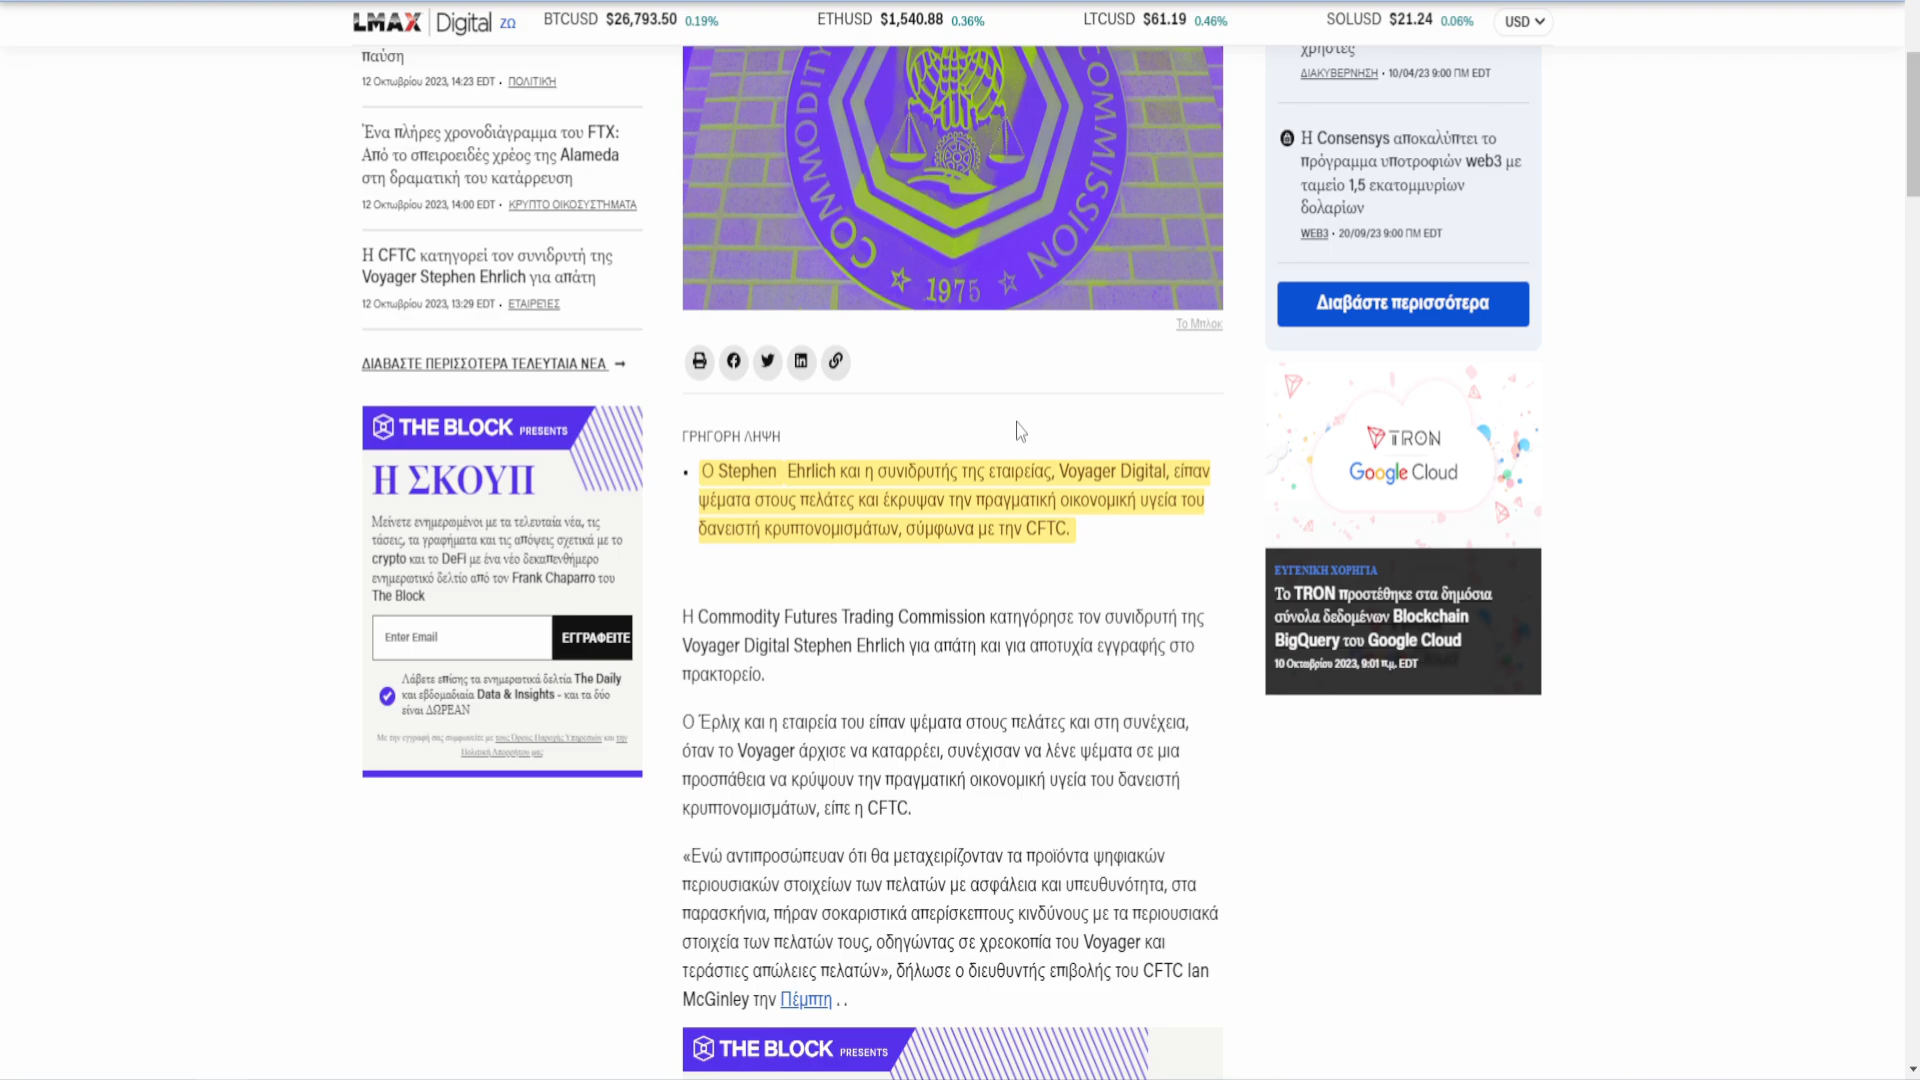 LMAX Digital ΖΩ
BTCUSD $26,793.50 0.19%
ETHUSD $1,540.88 0.36%
LTCUSD $61.19 0.46%
SOLUSD $21.24 0.06%
USD
παύση
12 Οκτωβρίου 2023, 14:23 EDT • ΠΟΛΙΤΙΚΗ
Ένα πλήρες χρονοδιάγραμμα του FTX:
Από το σπειροειδές χρέος της Alameda
στη δραματική του κατάρρευση
12 Οκτωβρίου 2023, 14:00 EDT • ΚΡΥΠΤΟ ΟΙΚΟΣΥΣΤΉΜΑΤΑ
Η CFTC κατηγορεί τον συνιδρυτή της
Voyager Stephen Ehrlich για απάτη
12 Οκτωβρίου 2023, 13:29 EDT • ΕΤΑΙΡΕΊΕΣ
ΔΙΑΒΑΣΤΕ ΠΕΡΙΣΣΟΤΕΡΑ ΤΕΛΕΥΤΑΙΑ ΝΕΑ →
THE BLOCK PRESENTS
Η ΣΚΟΥΠ
Μείνετε ενημερωμένοι με τα τελευταία νέα, τις
τάσεις, τα γραφήματα και τις απόψεις σχετικά με το
crypto και το DeFi με ένα νέο δεκαπενθήμερο
ενημερωτικό δελτίο από τον Frank Chaparro του
The Block
Enter Email
ΕΓΓΡΑΦΕΙΤΕ
Λάβετε επίσης τα ενημερωτικά δελτία The Daily
και εβδομαδιαία Data & Insights - και τα δύο
είναι ΔΩΡΕΑΝ
Με την εγγραφή σας συμφωνείτε με τους Όρους Παροχής Υπηρεσιών και την
Πολιτική Απορρήτου μας
COMMODITY
COMMISSION
1975
Το Μπλοκ
ΓΡΗΓΟΡΗ ΛΗΨΗ
• Ο Stephen Ehrlich και η συνιδρυτής της εταιρείας, Voyager Digital, είπαν
ψέματα στους πελάτες και έκρυψαν την πραγματική οικονομική υγεία του
δανειστή κρυπτονομισμάτων, σύμφωνα με την CFTC.
Η Commodity Futures Trading Commission κατηγόρησε τον συνιδρυτή της
Voyager Digital Stephen Ehrlich για απάτη και για αποτυχία εγγραφής στο
πρακτορείο.
Ο Έρλιχ και η εταιρεία του είπαν ψέματα στους πελάτες και στη συνέχεια,
όταν το Voyager άρχισε να καταρρέει, συνέχισαν να λένε ψέματα σε μια
προσπάθεια να κρύψουν την πραγματική οικονομική υγεία του δανειστή
κρυπτονομισμάτων, είπε η CFTC.
«Ενώ αντιπροσώπευαν ότι θα μεταχειρίζονταν τα προϊόντα ψηφιακών
περιουσιακών στοιχείων των πελατών με ασφάλεια και υπευθυνότητα, στα
παρασκήνια, πήραν σοκαριστικά απερίσκεπτους κινδύνους με τα περιουσιακά
στοιχεία των πελατών τους, οδηγώντας σε χρεοκοπία του Voyager και
τεράστιες απώλειες πελατών», δήλωσε ο διευθυντής επιβολής του CFTC Ian
McGinley την Πέμπτη . .
THE BLOCK PRESENTS
χρήστες
ΔΙΑΚΥΒΕΡΝΗΣΗ • 10/04/23 9:00 ΠΜ EDT
Η Consensys αποκαλύπτει το
πρόγραμμα υποτροφιών web3 με
ταμείο 1,5 εκατομμυρίων
δολαρίων
WEB3 • 20/09/23 9:00 ΠΜ EDT
Διαβάστε περισσότερα
TRON
Google Cloud
ΕΥΓΕΝΙΚΗ ΧΟΡΗΓΙΑ
Το TRON προστέθηκε στα δημόσια
σύνολα δεδομένων Blockchain
BigQuery του Google Cloud
10 Οκτωβρίου 2023, 9:01 π.μ. EDT